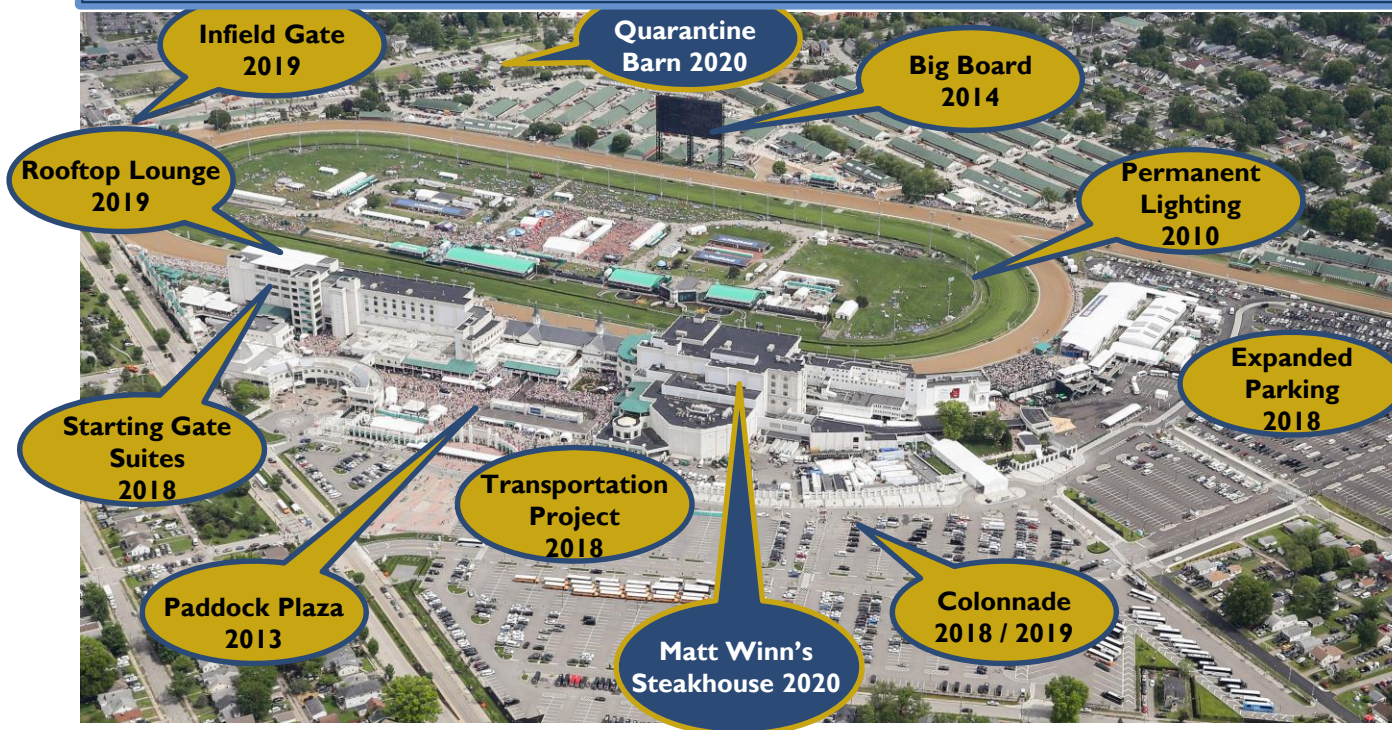 Infield Gate
2019
Quarantine
Barn 2020
Big Board
2014
Rooftop Lounge
2019
Permanent
Lighting
2010
Expanded
Parking
2018
Starting Gate
Suites
2018
Transportation
Project
2018
Paddock Plaza
2013
Colonnade
2018 / 2019
Matt Winn’s
Steakhouse 2020